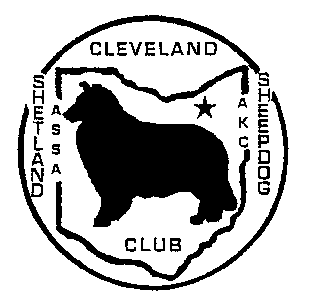 CLEVELAND
SHETLAND
SHEEPDOG
ASSA
AKC
CLUB